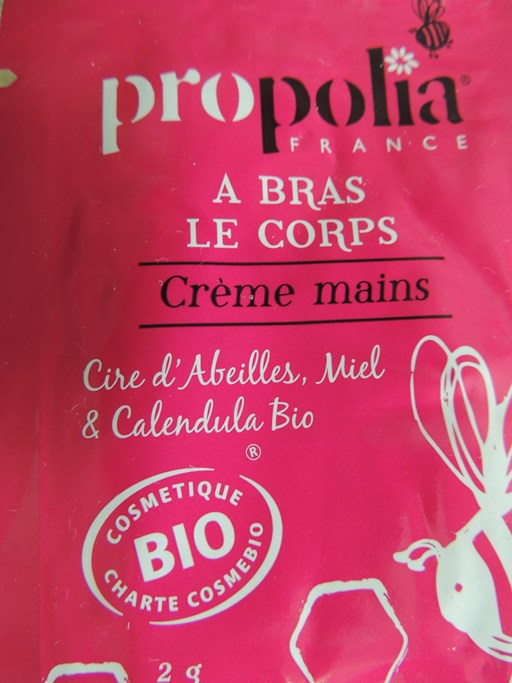 propolia®
FRANCE
A BRAS
LE CORPS
Crème mains
Cire d'Abeilles, Miel
& Calendula Bio
®
COSMETIQUE
BIO
CHARTE COSMEBIO
2 g